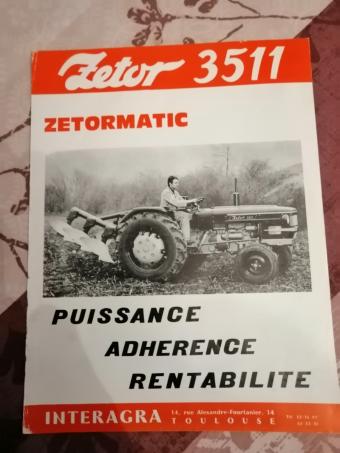 Zetor 3511
ZETORMATIC
PUISSANCE
ADHERENCE
RENTABILITE
INTERAGRA
14, rue Alexandre-Fourtanier, 14
TOULOUSE